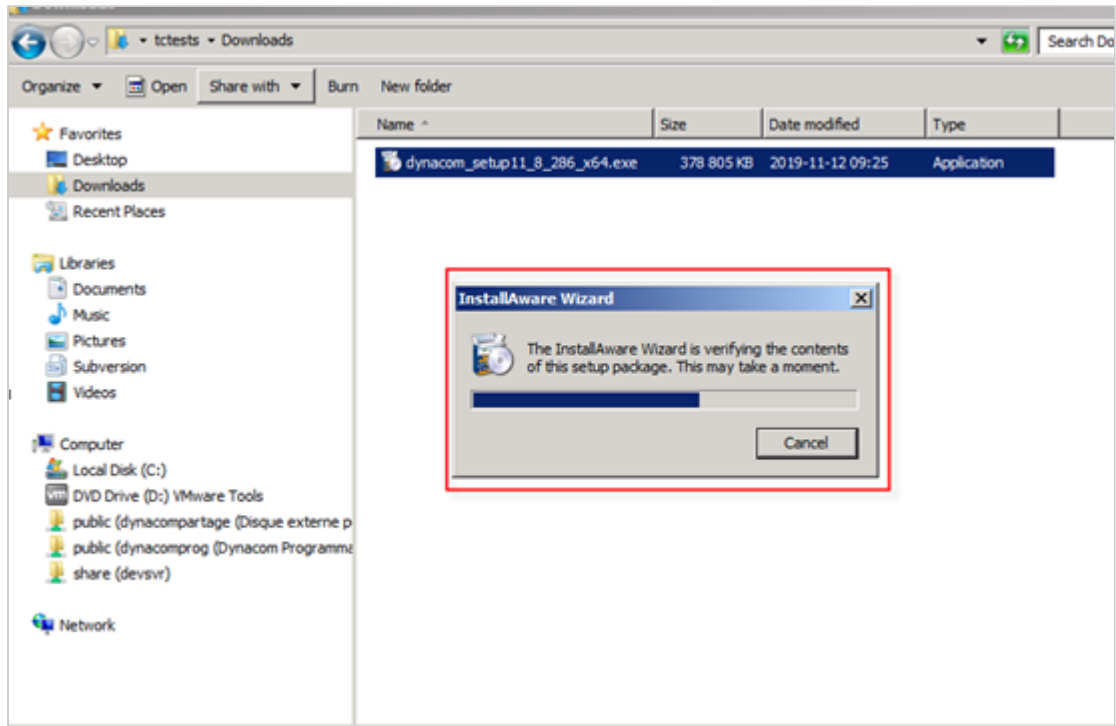 tctests Downloads
Search Do
Organize Open Share with Burn New folder
Name Size Date modified Type
dynacom_setup11_8_286_x64.exe 378 805 KB 2019-11-12 09:25 Application
Favorites
Desktop
Downloads
Recent Places
Libraries
Documents
Music
Pictures
Subversion
Videos
Computer
Local Disk (C:)
DVD Drive (D:) VMware Tools
public (dynacompartage (Disque externe p
public (dynacomprog (Dynacom Programma
share (devsvr)
Network
InstallAware Wizard
The InstallAware Wizard is verifying the contents
of this setup package. This may take a moment.
Cancel